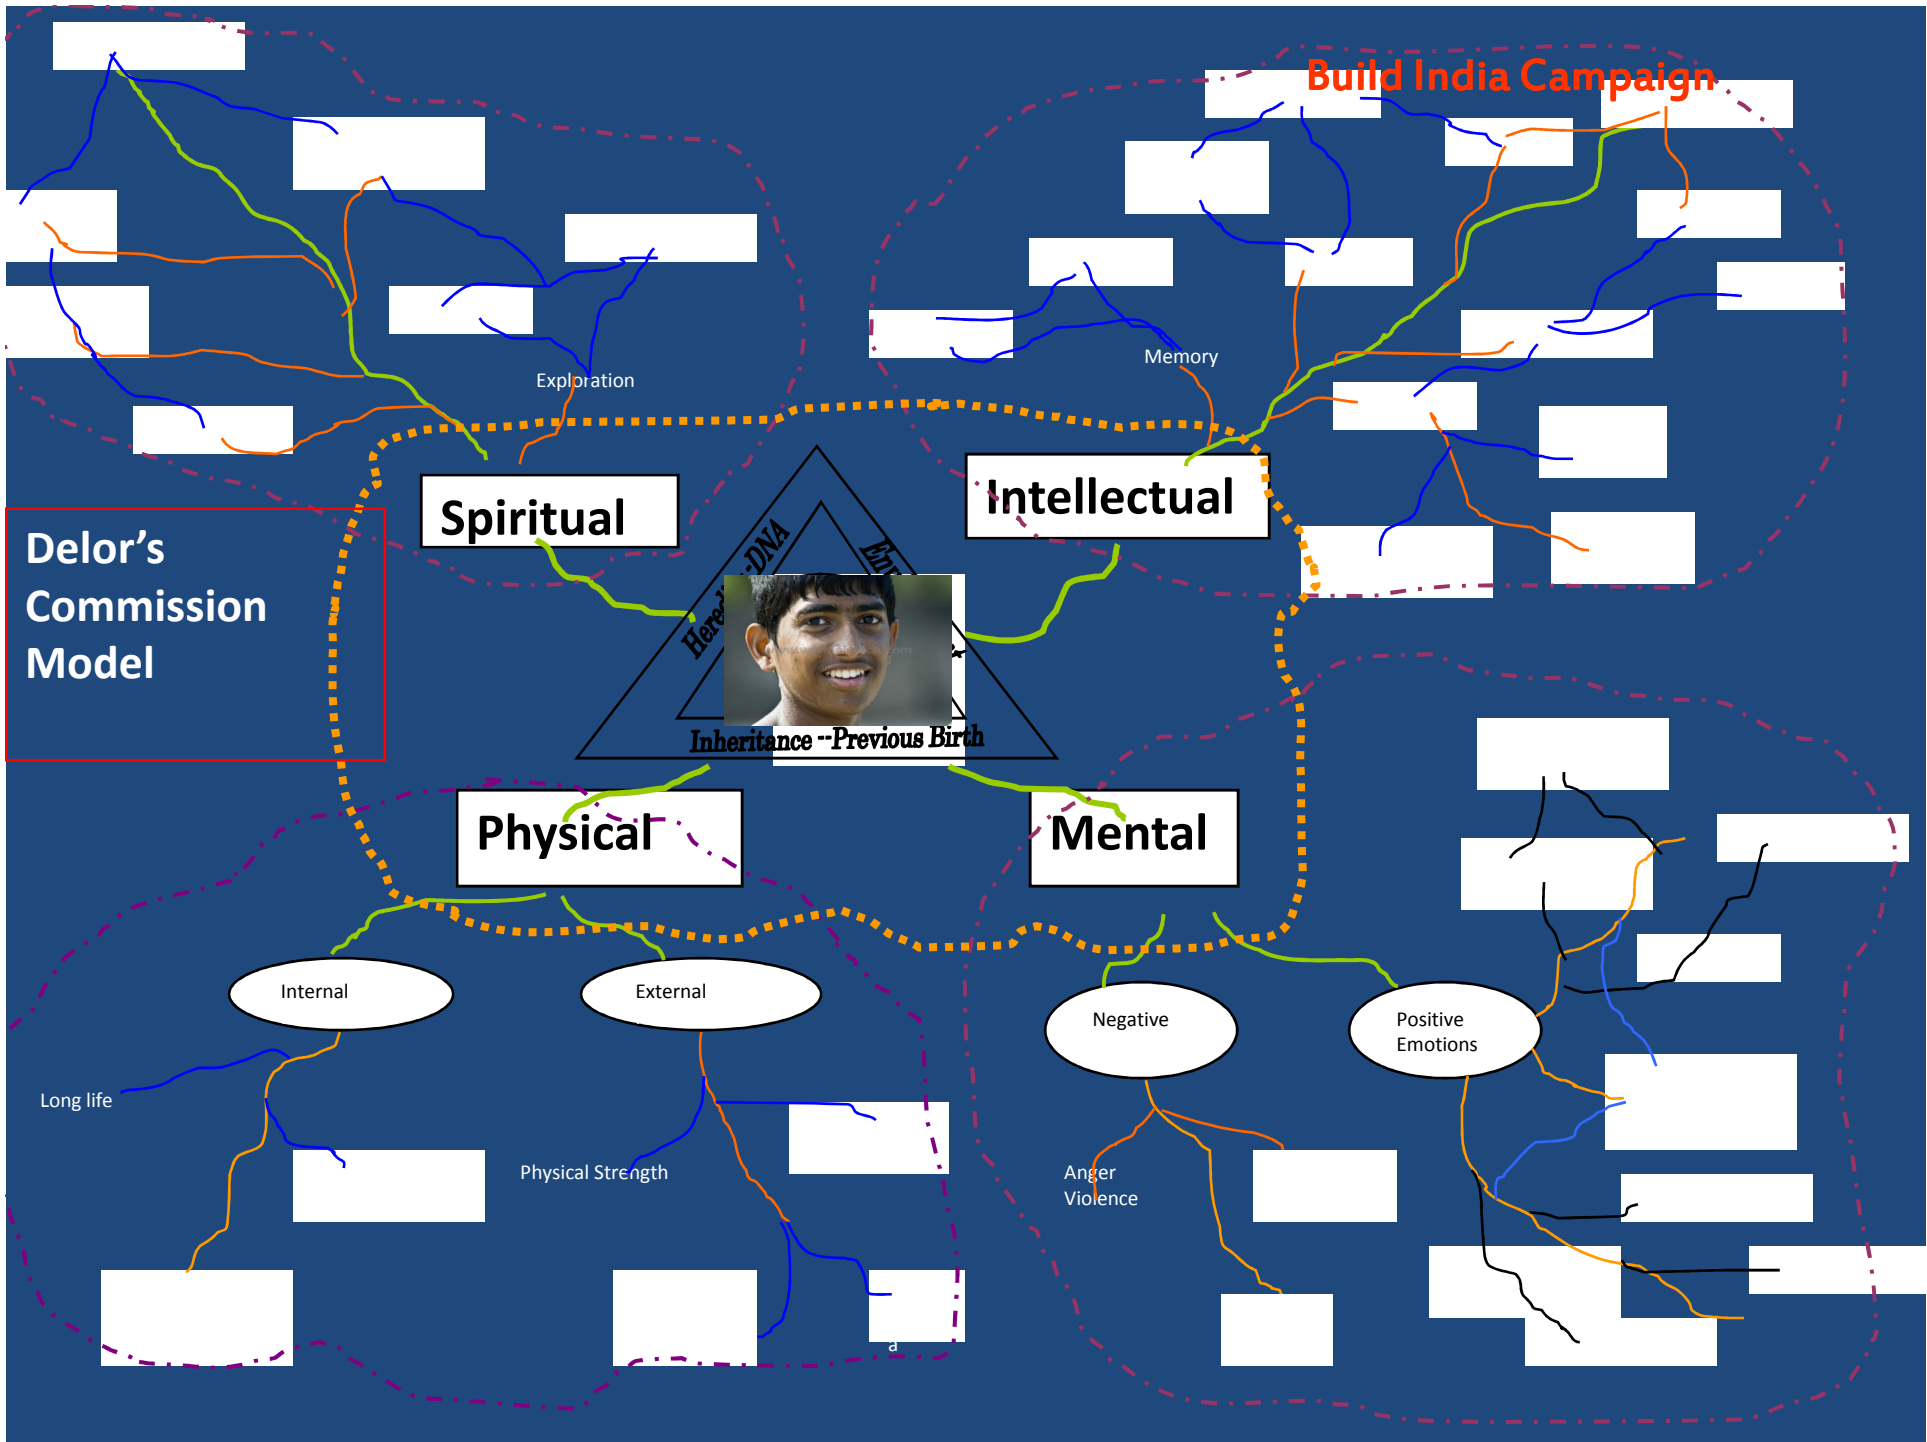 Build India Campaign
Memory
Exploration
Spiritual
Intellectual
Delor's
Commission
Model
-DNA
Inheritance --Previous Birth
Physical
Mental
Internal
External
Negative
Positive
Emotions
Long life
Physical Strength
Anger
Violence
a